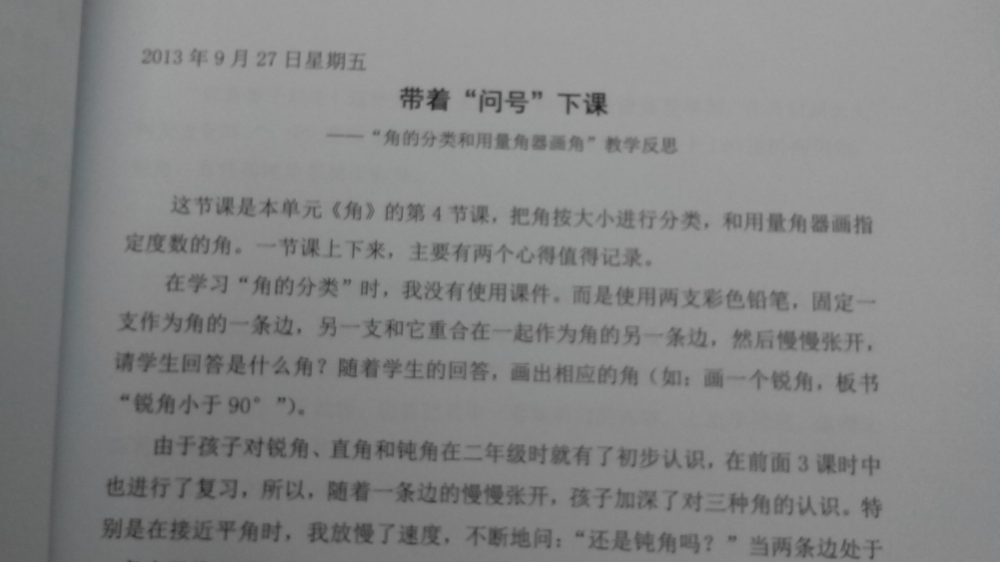 2013 年 9 月 27 日星期五
带着“问号”下课
——“角的分类和用量角器画角”教学反思
这节课是本单元《角》的第 4 节课，把角按大小进行分类，和用量角器画指
定度数的角。一节课上下来，主要有两个心得值得记录。
在学习“角的分类”时，我没有使用课件。而是使用两支彩色铅笔，固定一
支作为角的一条边，另一支和它重合在一起作为角的另一条边，然后慢慢张开，
请学生回答是什么角？随着学生的回答，画出相应的角（如：画一个锐角，板书
“锐角小于 90° ”）。
由于孩子对锐角、直角和钝角在二年级时就有了初步认识，在前面 3 课时中
也进行了复习，所以，随着一条边的慢慢张开，孩子加深了对三种角的认识。特
别是在接近平角时，我放慢了速度，不断地问：“还是钝角吗？”当两条边处于